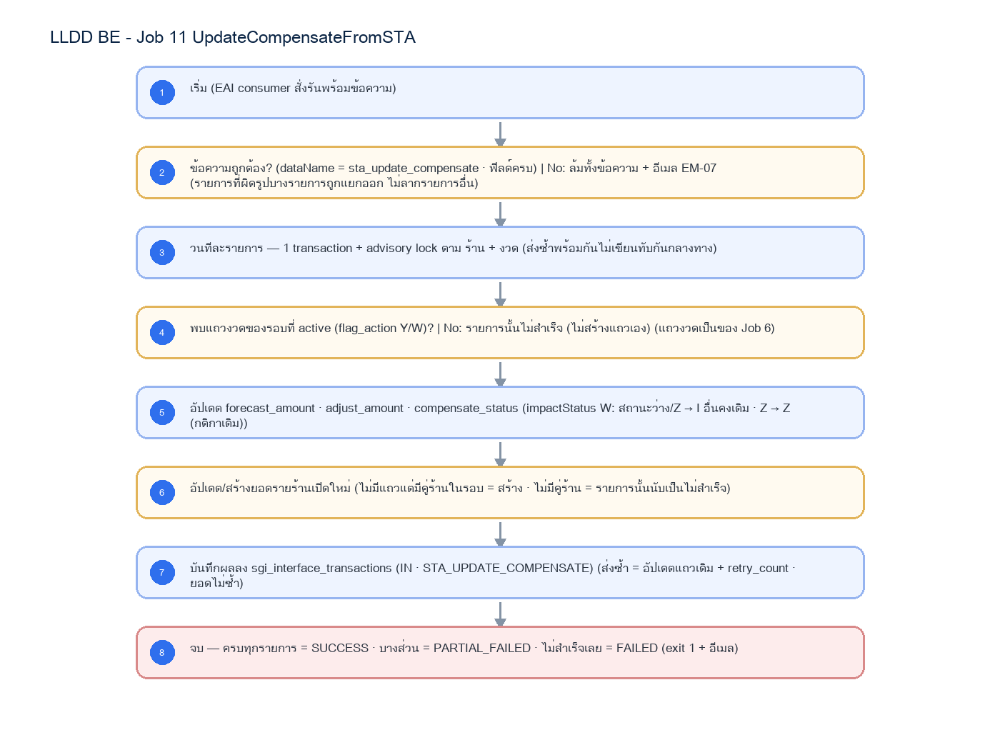 LLDD BE - Job 11 UpdateCompensateFromSTA
1
เริ่ม (EAI consumer สั่งรันพร้อมข้อความ)
2
ข้อความถูกต้อง? (dataName = sta_update_compensate · ฟิลด์ครบ) | No: ล้มทั้งข้อความ + อีเมล EM-07
(รายการที่ผิดรูปบางรายการถูกแยกออก ไม่ลากรายการอื่น)
3
วนทีละรายการ — 1 transaction + advisory lock ตาม ร้าน + งวด (ส่งซ้ำพร้อมกันไม่เขียนทับกันกลางทาง)
4
พบแถวงวดของรอบที่ active (flag_action Y/W)? | No: รายการนั้นไม่สำเร็จ (ไม่สร้างแถวเอง) (แถวงวดเป็นของ Job 6)
5
อัปเดต forecast_amount · adjust_amount · compensate_status (impactStatus W: สถานะว่าง/Z → I อื่นคงเดิม · Z → Z
(กติกาเดิม))
6
อัปเดต/สร้างยอดรายร้านเปิดใหม่ (ไม่มีแถวแต่มีคู่ร้านในรอบ = สร้าง · ไม่มีคู่ร้าน = รายการนั้นนับเป็นไม่สำเร็จ)
7
บันทึกผลลง sgi_interface_transactions (IN · STA_UPDATE_COMPENSATE) (ส่งซ้ำ = อัปเดตแถวเดิม + retry_count ·
ยอดไม่ซ้ำ)
8
จบ — ครบทุกรายการ = SUCCESS · บางส่วน = PARTIAL_FAILED · ไม่สำเร็จเลย = FAILED (exit 1 + อีเมล)